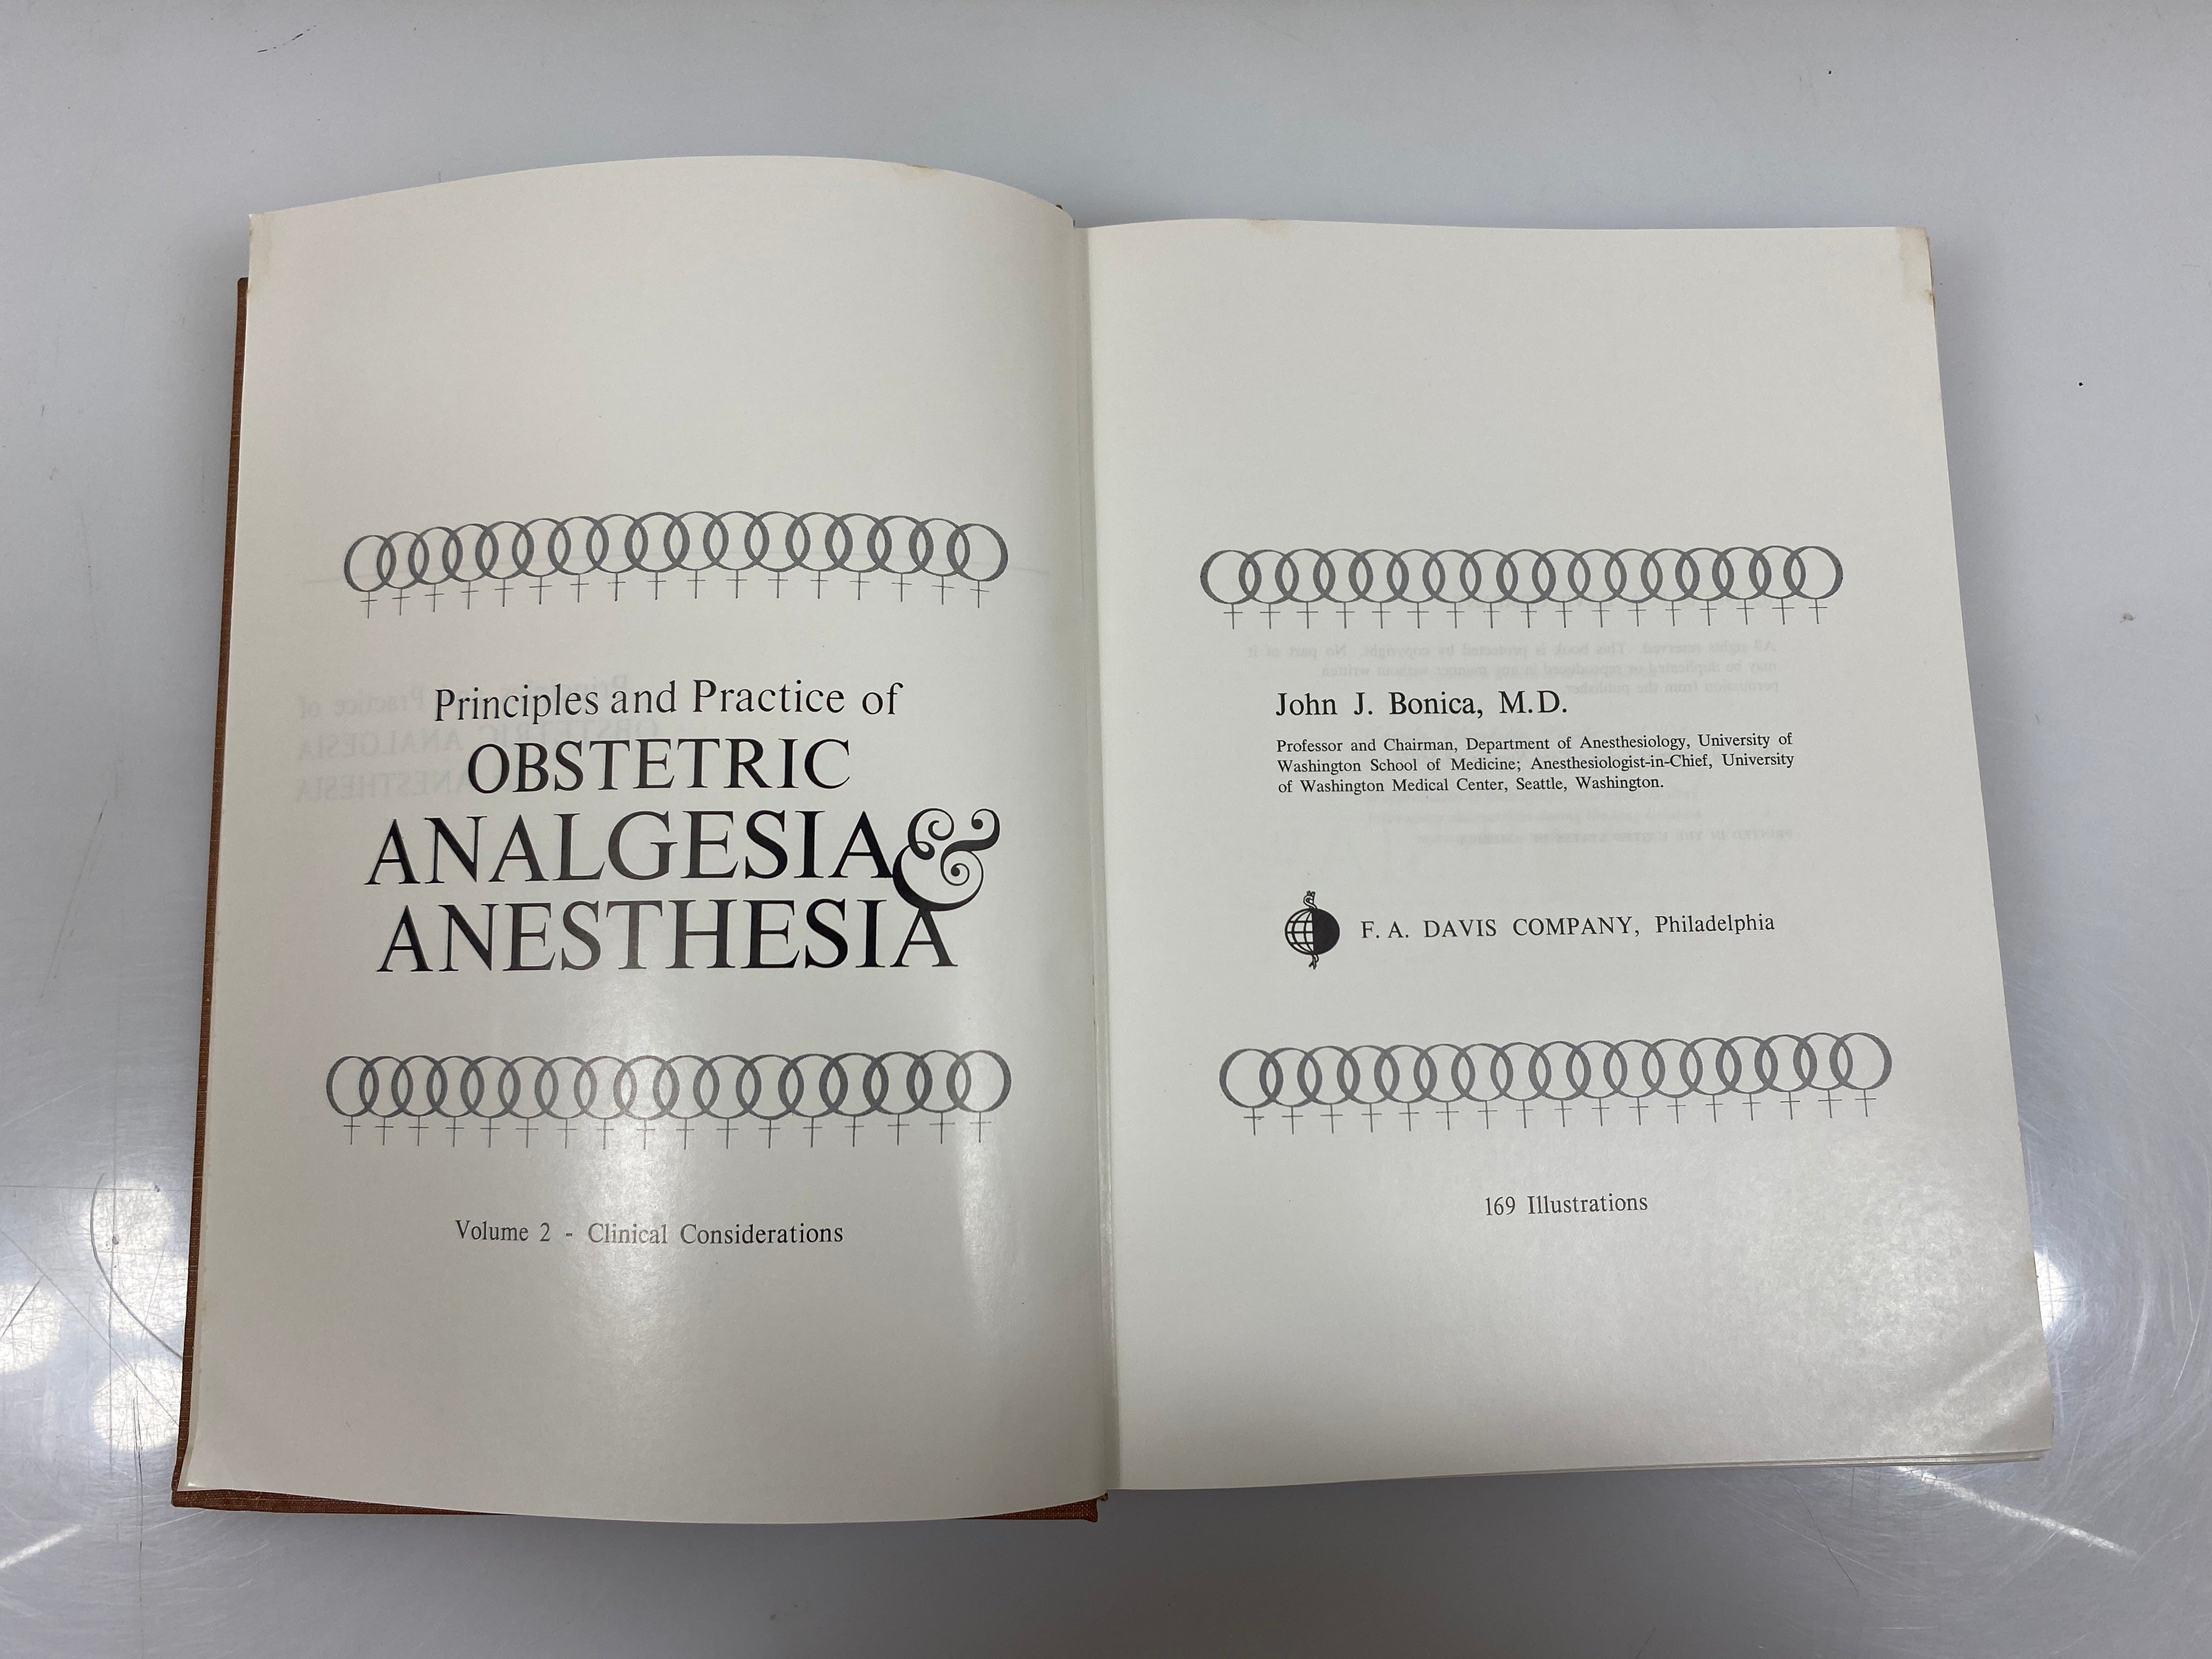 Principles and Practice of
OBSTETRIC
ANALGESIA &
ANESTHESIA
Volume 2 - Clinical Considerations
John J. Bonica, M.D.
Professor and Chairman, Department of Anesthesiology, University of
Washington School of Medicine; Anesthesiologist-in-Chief, University
of Washington Medical Center, Seattle, Washington.
F. A. DAVIS COMPANY, Philadelphia
169 Illustrations